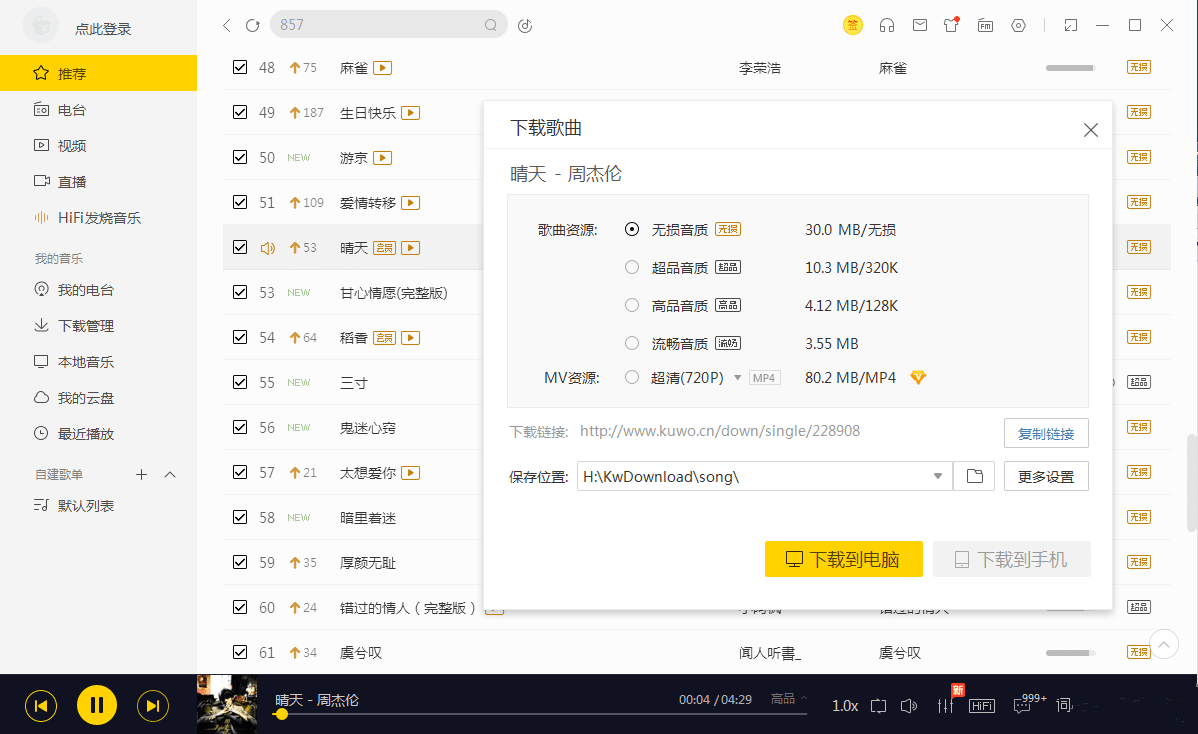 点此登录
857
签
推荐
电台
视频
直播
HiFi发烧音乐
我的音乐
我的电台
下载管理
本地音乐
我的云盘
最近播放
自建歌单
默认列表
48 75 麻雀 李荣浩 麻雀 无损
49 187 生日快乐 无损
50 NEW 游京 无损
51 109 爱情转移 无损
53 晴天 会员 无损
53 NEW 甘心情愿(完整版) 无损
54 64 稻香 会员 无损
55 NEW 三寸 超品
56 NEW 鬼迷心窍 无损
57 21 太想爱你 无损
58 NEW 暗里着迷 无损
59 35 厚颜无耻 无损
60 24 错过的情人（完整版） 错过的情人 超品
61 34 虞兮叹 闻人听書_ 虞兮叹 无损
下载歌曲
晴天 - 周杰伦
歌曲资源: 无损音质 无损 30.0 MB/无损
超品音质 超品 10.3 MB/320K
高品音质 高品 4.12 MB/128K
流畅音质 流畅 3.55 MB
MV资源: 超清(720P) MP4 80.2 MB/MP4
下载链接: http://www.kuwo.cn/down/single/228908 复制链接
保存位置: H:\KwDownload\song\ 更多设置
下载到电脑 下载到手机
晴天 - 周杰伦 00:04 / 04:29 高品
1.0x 新 HiFi 999+ 词